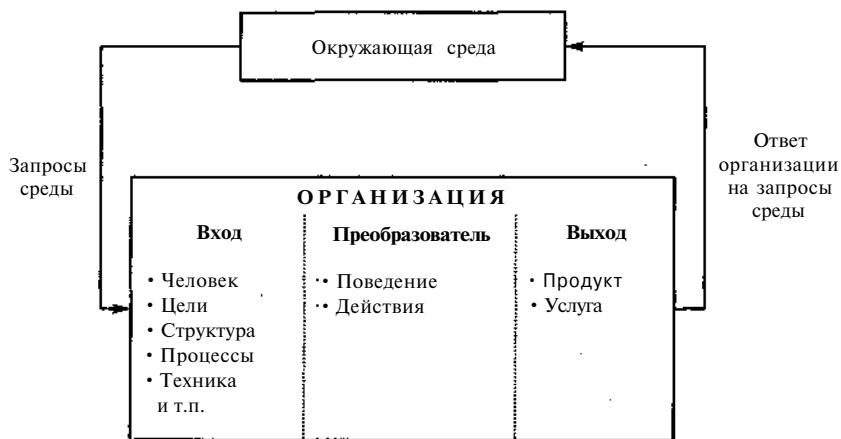 Окружающая среда
Запросы
среды
Ответ
организации
на запросы
среды
ОРГАНИЗАЦИЯ
Вход
• Человек
• Цели
• Структура
• Процессы
• Техника
и т.п.
Преобразователь
• Поведение
• Действия
Выход
• Продукт
• Услуга